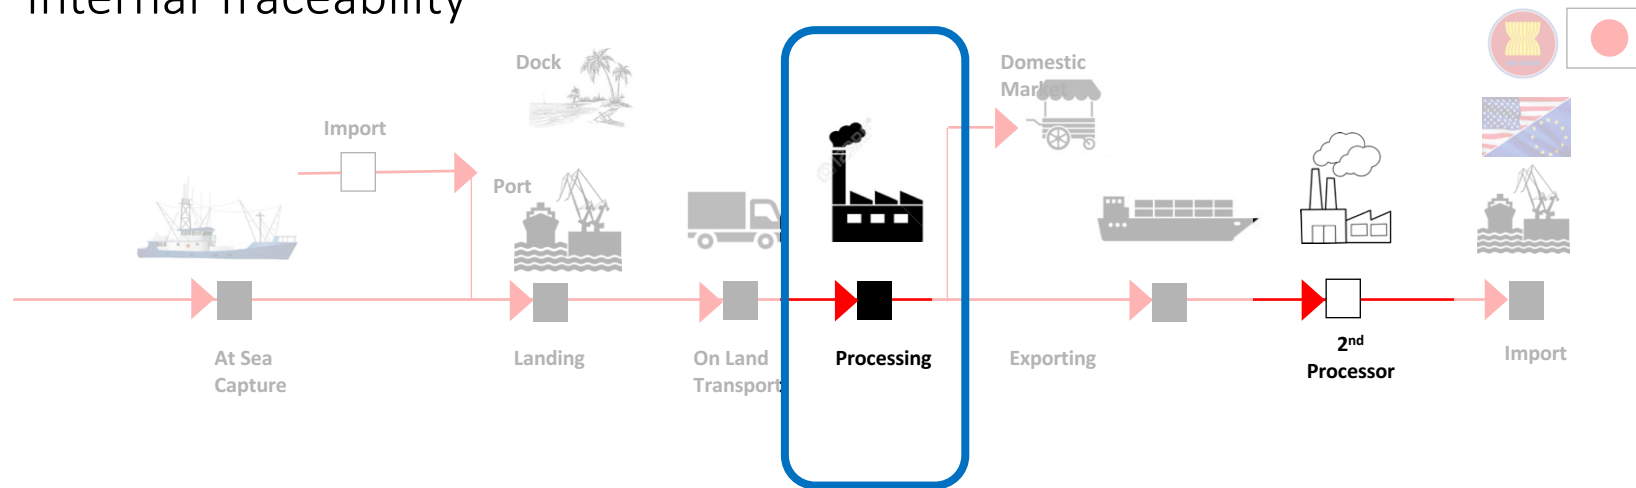 Internal Traceability
Dock
Domestic
Market
Import
Port
At Sea
Capture
Landing
On Land
Transport
Processing
Exporting
2nd
Processor
Import